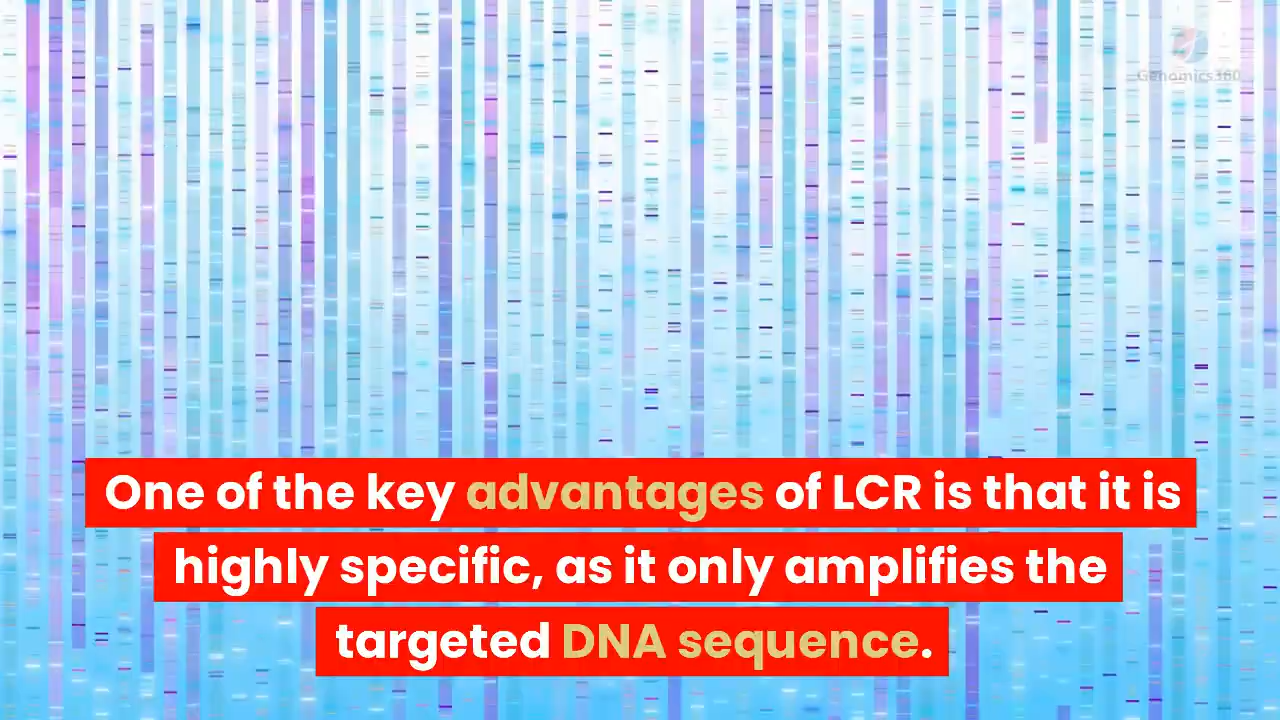 Genomics360
One of the key advantages of LCR is that it is
highly specific, as it only amplifies the
targeted DNA sequence.